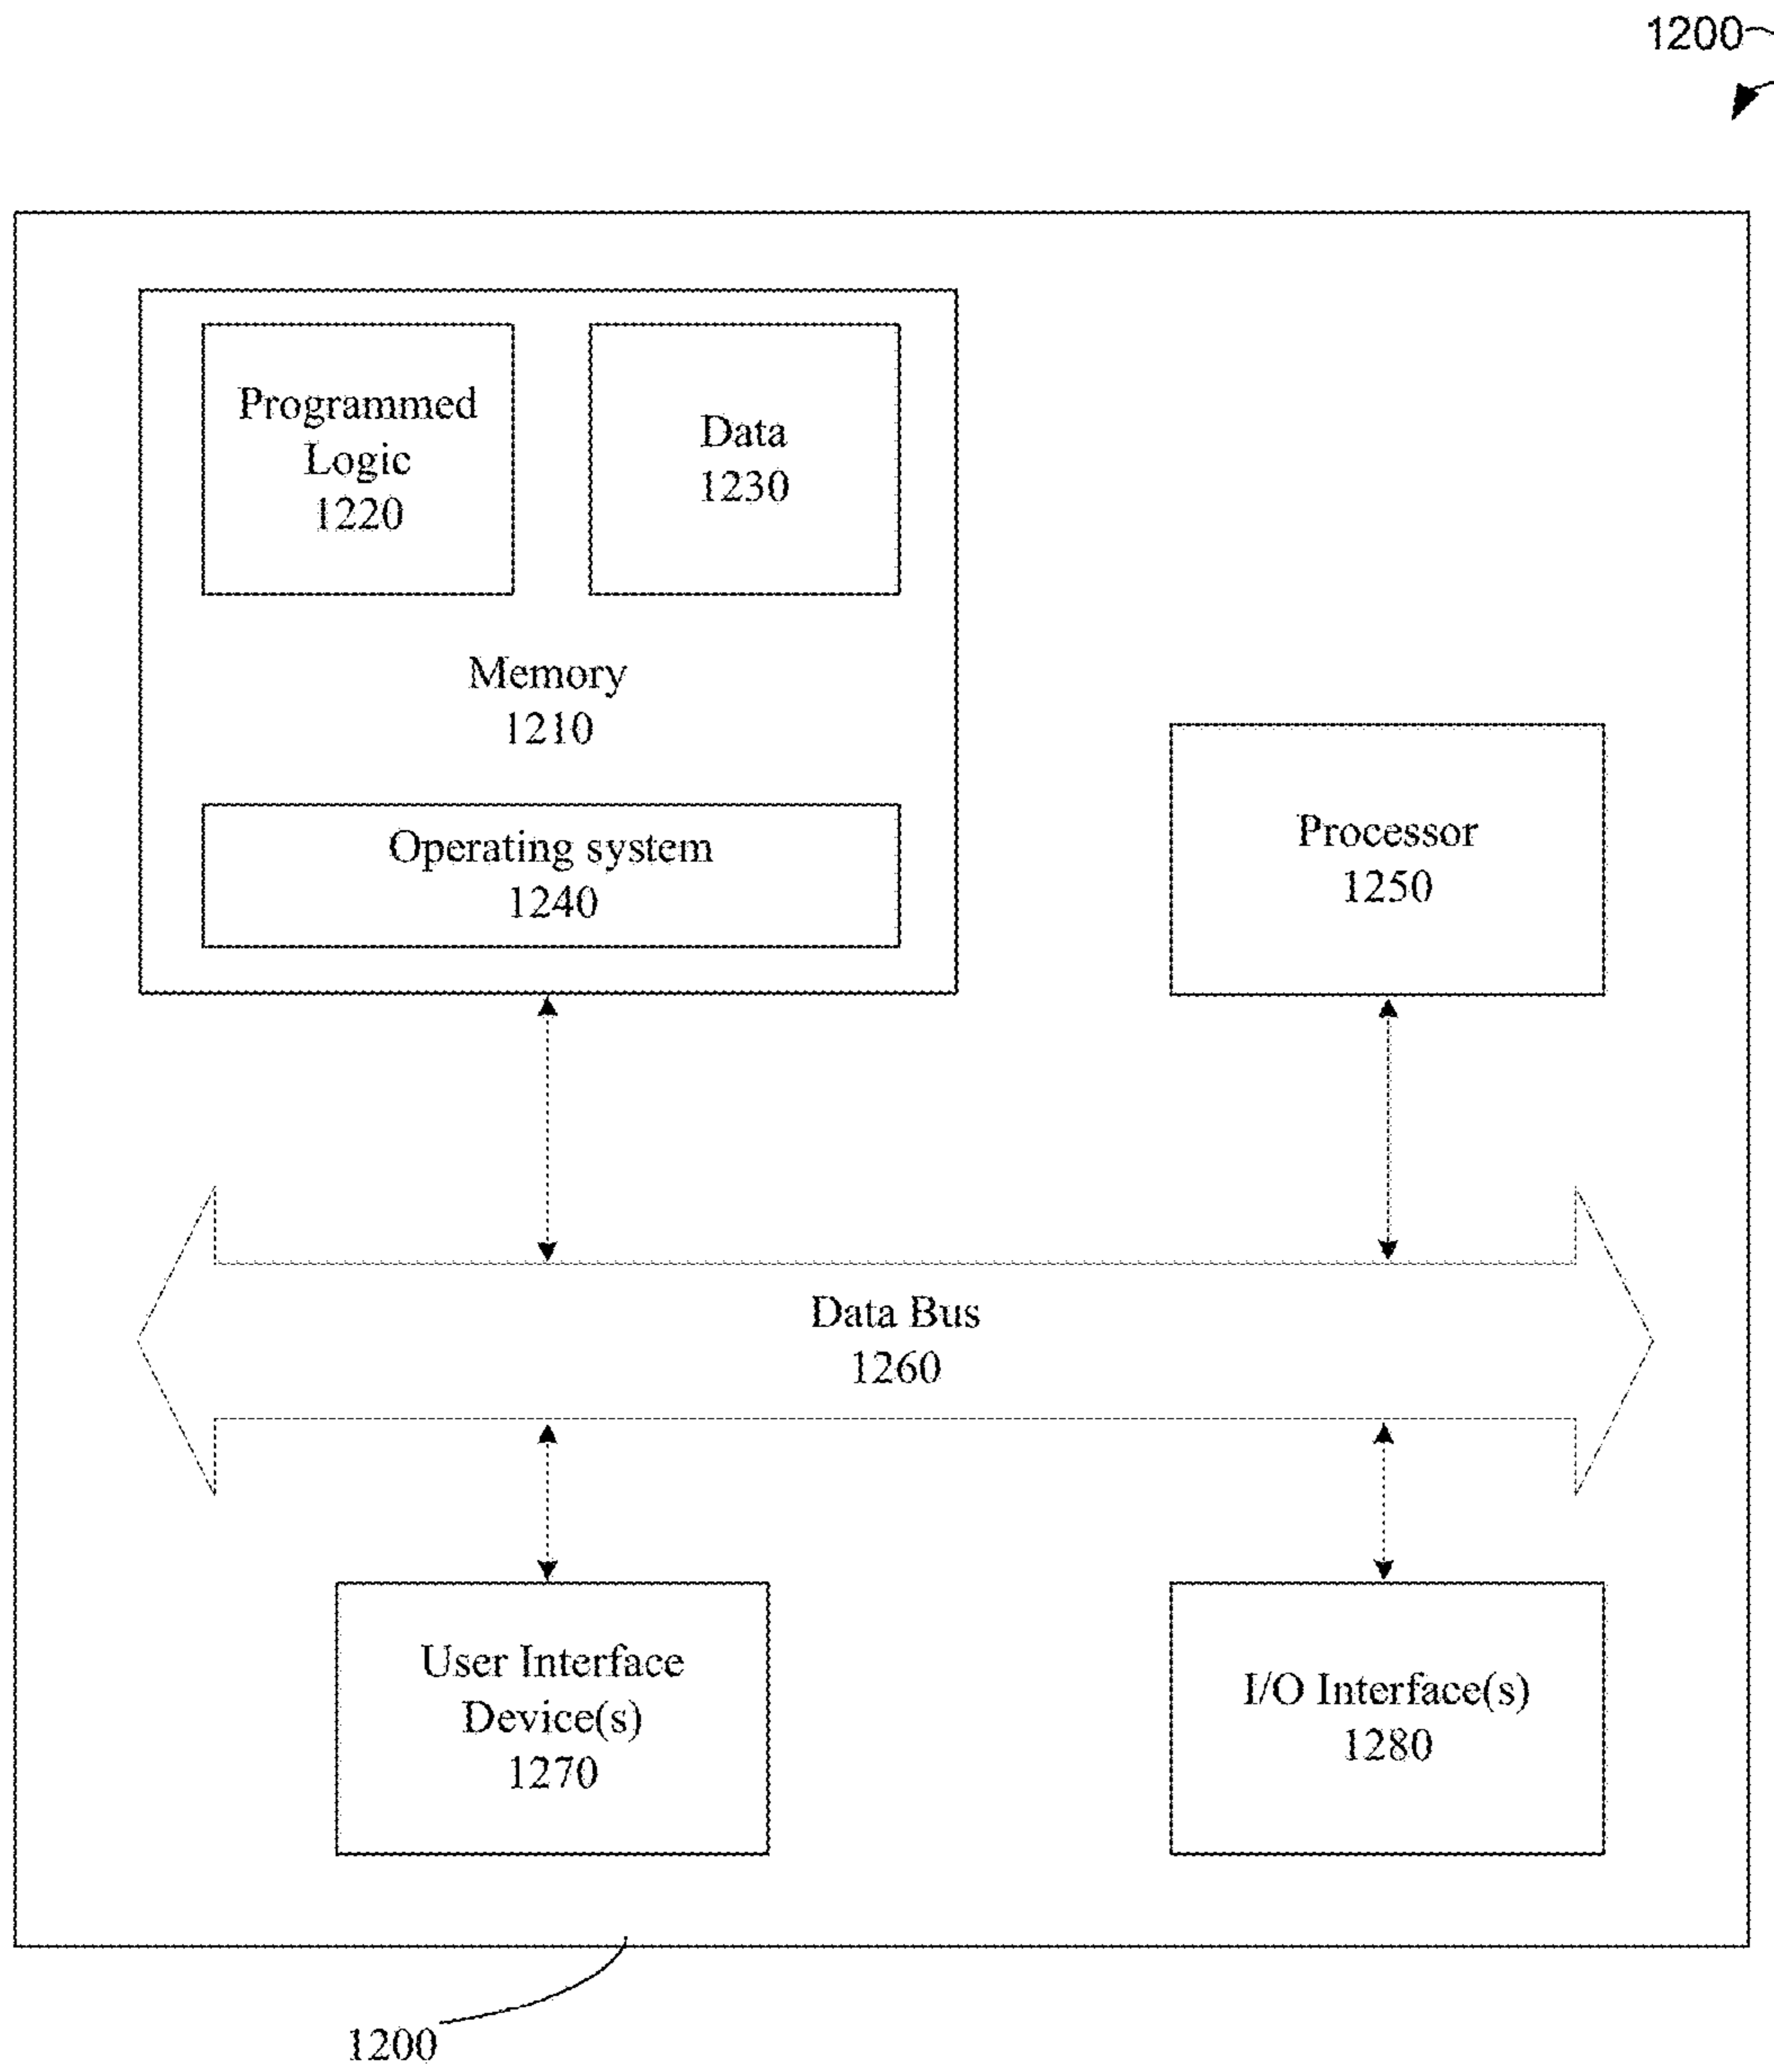 1200
Programmed
Logic
1220
Data
1230
Memory
1210
Operating system
1240
Processor
1250
Data Bus
1260
User Interface
Device(s)
1270
I/O Interface(s)
1280
1200